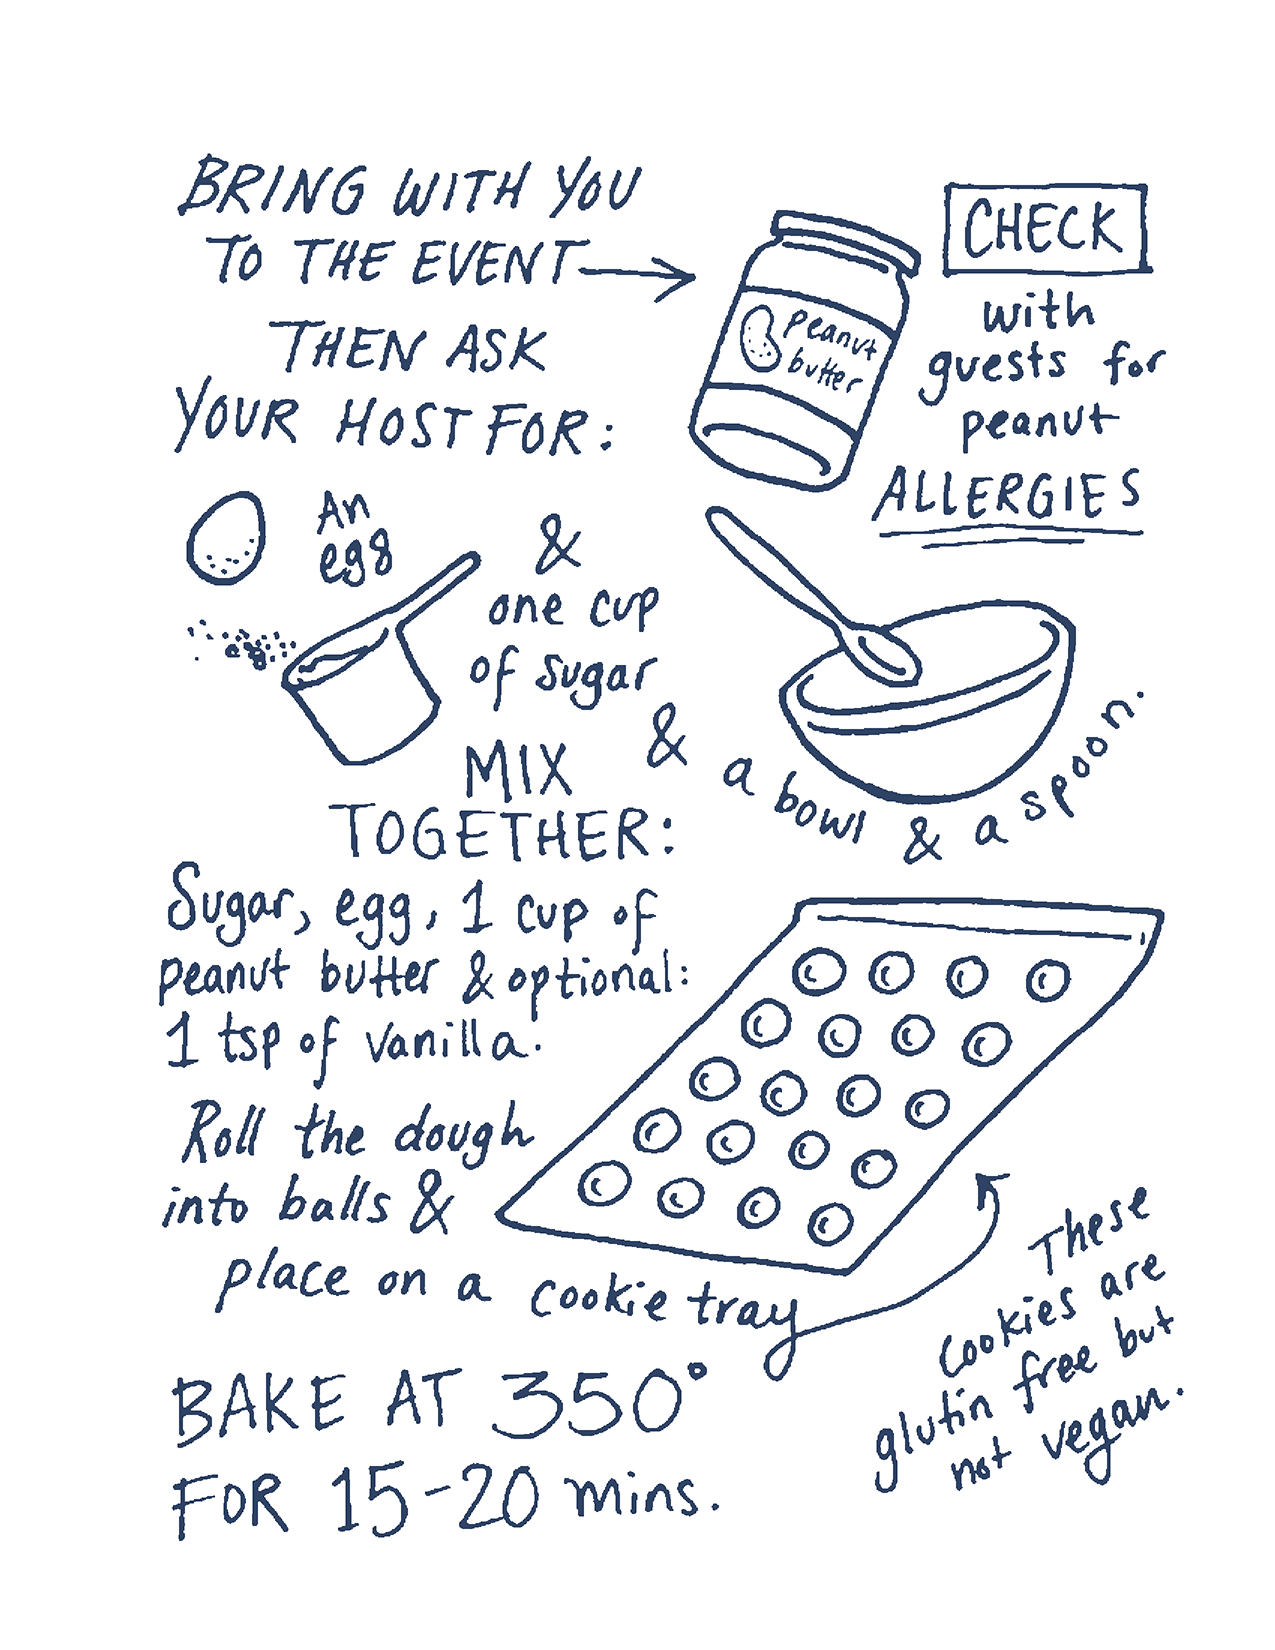 BRING WITH YOU
TO THE EVENT
THEN ASK
YOUR HOST FOR:
peanut
butter
CHECK
with
guests for
peanut
ALLERGIES
An
egg
&
one cup
of sugar
&
a bowl & a spoon.
MIX
TOGETHER:
Sugar, egg, 1 cup of
peanut butter & optional:
1 tsp of vanilla.
Roll the dough
into balls &
place on a cookie tray
These
cookies are
glutin free but
not vegan.
BAKE AT 350°
FOR 15-20 mins.